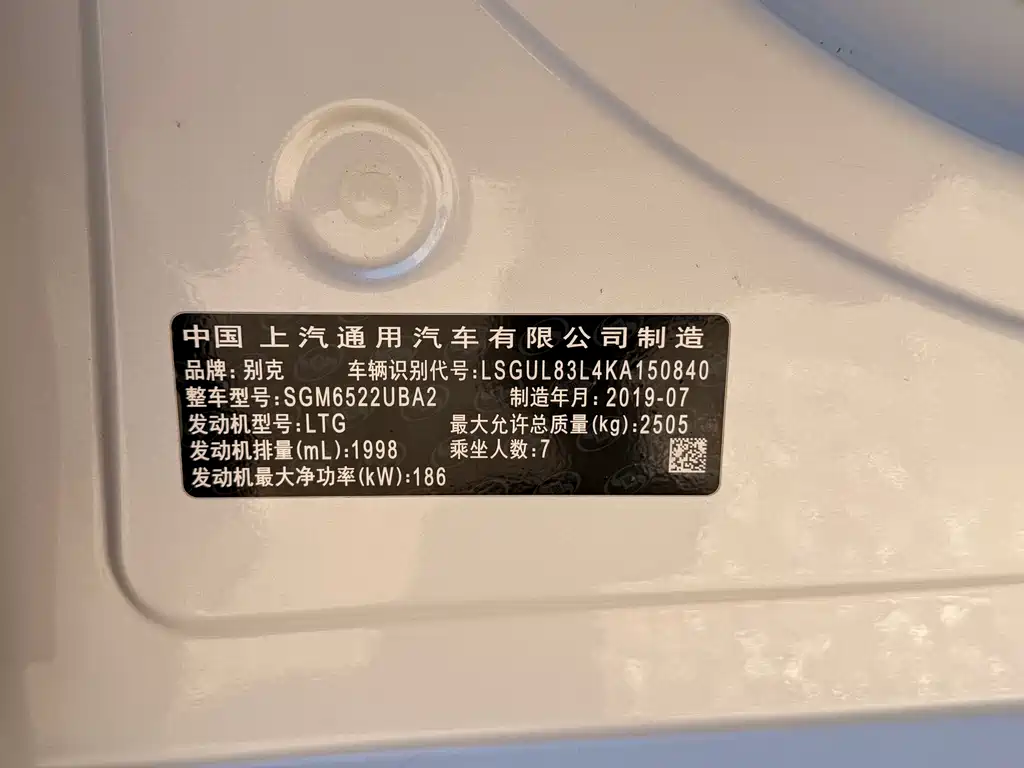 中国 上汽通用汽车有限公司制造
品牌: 别克 车辆识别代号:LSGUL83L4KA150840
整车型号:SGM6522UBA2 制造年月: 2019-07
发动机型号:LTG 最大允许总质量(kg):2505
发动机排量(mL):1998 乘坐人数:7
发动机最大净功率(kW):186